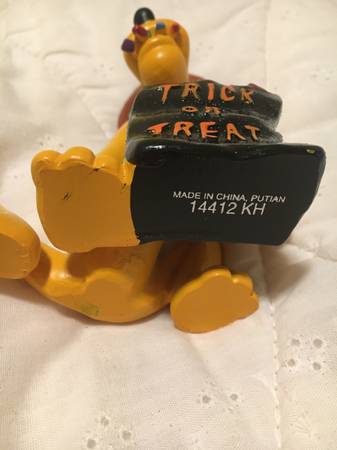 TRICK
OR
TREAT
MADE IN CHINA, PUTIAN
14412 KH